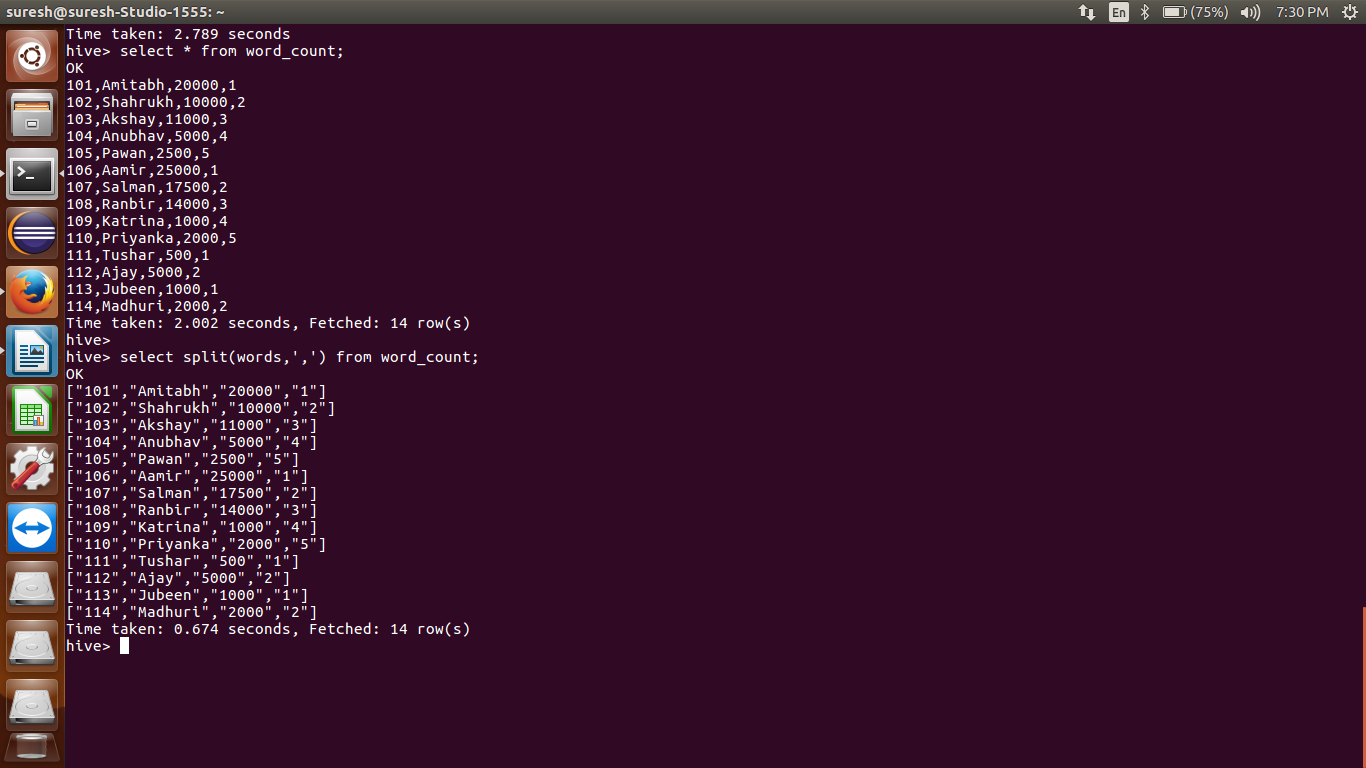 suresh@suresh-Studio-1555: ~
En
(75%)
7:30 PM
Time taken: 2.789 seconds
hive> select * from word_count;
OK
101,Amitabh,20000,1
102,Shahrukh,10000,2
103,Akshay,11000,3
104,Anubhav,5000,4
105,Pawan,2500,5
106,Aamir,25000,1
107,Salman,17500,2
108,Ranbir,14000,3
109,Katrina,1000,4
110,Priyanka,2000,5
111,Tushar,500,1
112,Ajay,5000,2
113,Jubeen,1000,1
114,Madhuri,2000,2
Time taken: 2.002 seconds, Fetched: 14 row(s)
hive>
hive> select split(words,',') from word_count;
OK
["101","Amitabh","20000","1"]
["102","Shahrukh","10000","2"]
["103","Akshay","11000","3"]
["104","Anubhav","5000","4"]
["105","Pawan","2500","5"]
["106","Aamir","25000","1"]
["107","Salman","17500","2"]
["108","Ranbir","14000","3"]
["109","Katrina","1000","4"]
["110","Priyanka","2000","5"]
["111","Tushar","500","1"]
["112","Ajay","5000","2"]
["113","Jubeen","1000","1"]
["114","Madhuri","2000","2"]
Time taken: 0.674 seconds, Fetched: 14 row(s)
hive>